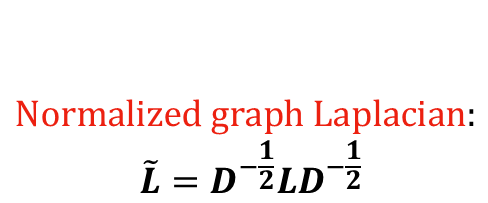 Normalized graph Laplacian:
L̃ = D^{-1/2}LD^{-1/2}